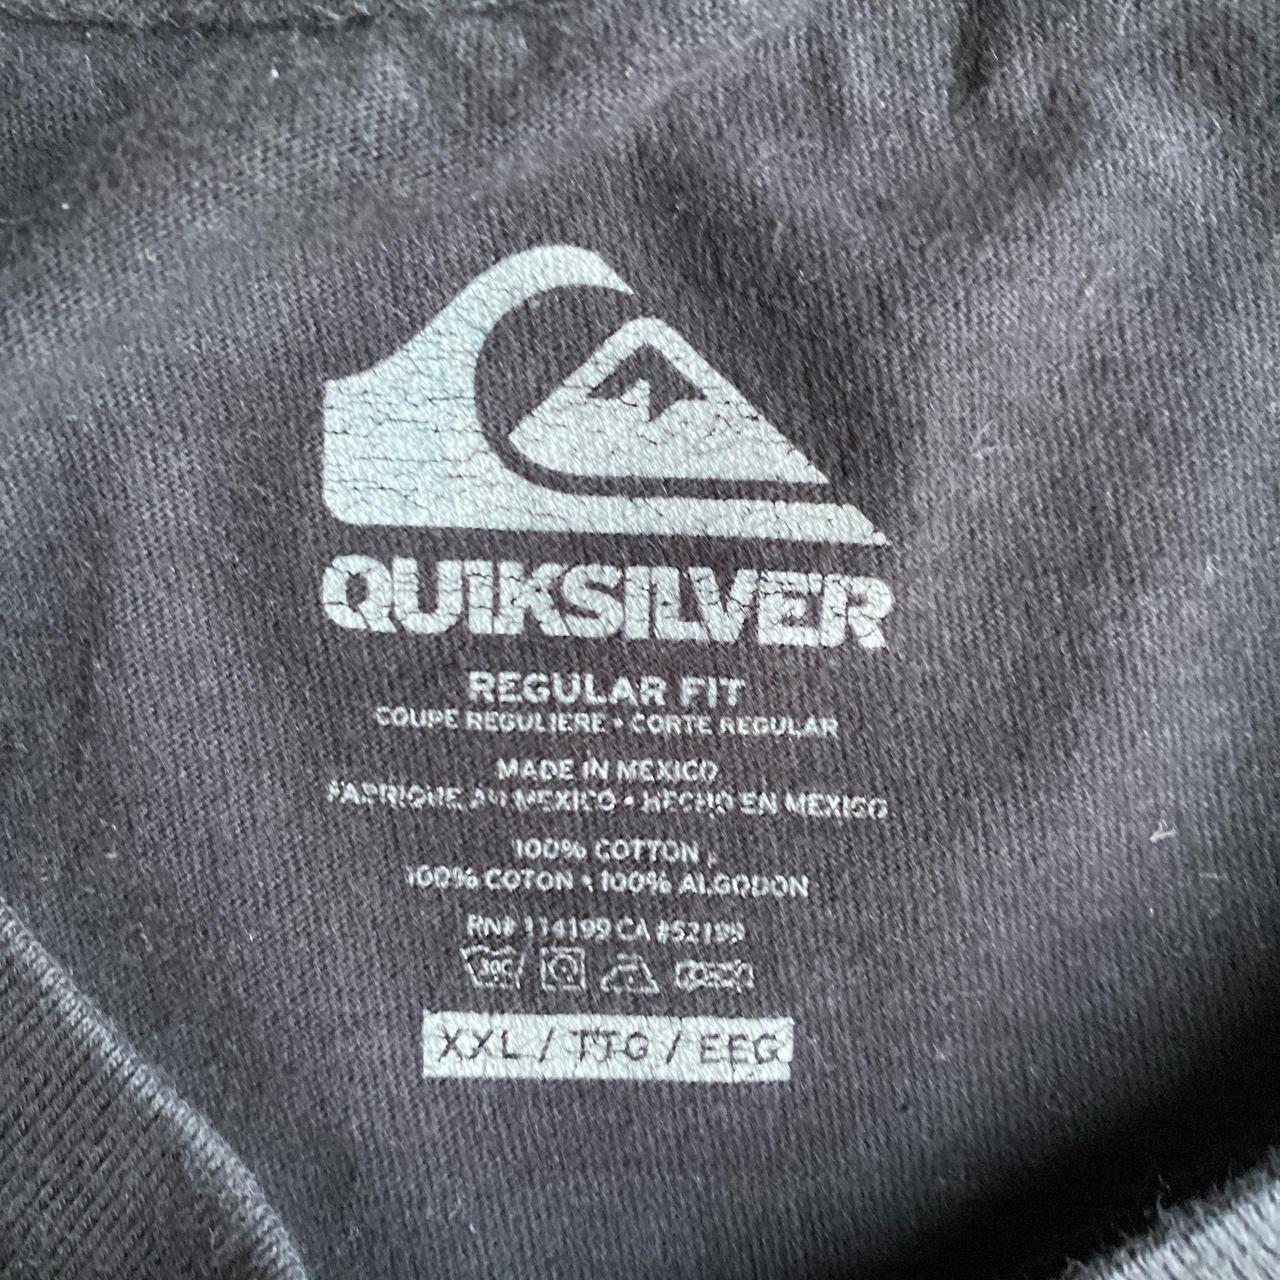 QUIKSILVER
REGULAR FIT
COUPE REGULIERE • CORTE REGULAR
MADE IN MEXICO
FABRIQUE AU MEXICO • HECHO EN MEXICO
100% COTTON
100% COTON • 100% ALGODON
RN# 114199 CA #52199
30C
XXL / TTG / EEG